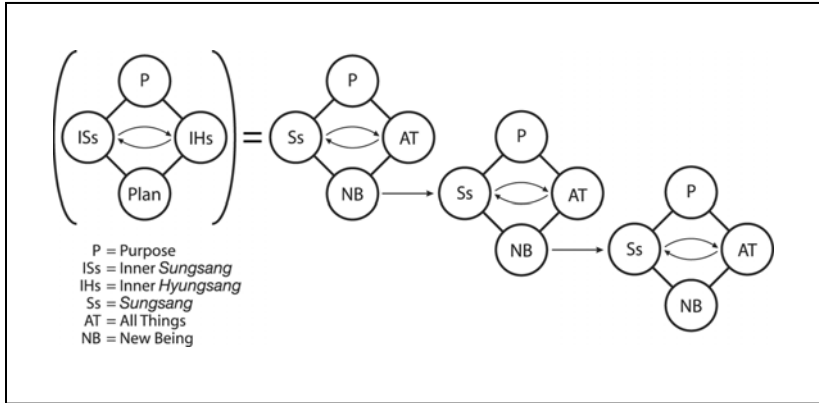 P
ISs
IHs
Plan
=
P
Ss
AT
NB
P
Ss
AT
NB
P
Ss
AT
NB
P = Purpose
ISs = Inner Sungsang
IHs = Inner Hyungsang
Ss = Sungsang
AT = All Things
NB = New Being